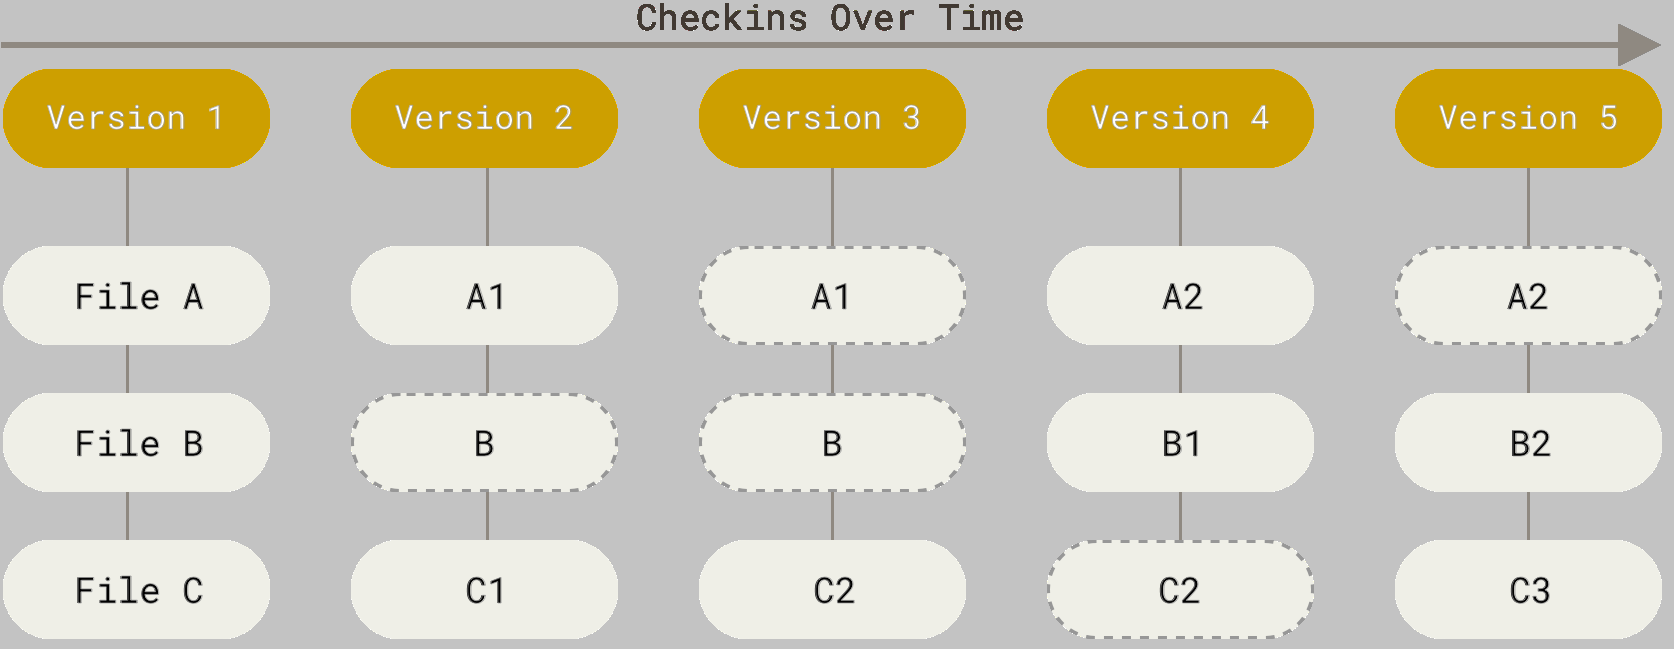 Checkins Over Time
Version 1
Version 2
Version 3
Version 4
Version 5
File A
A1
A1
A2
A2
File B
B
B
B1
B2
File C
C1
C2
C2
C3